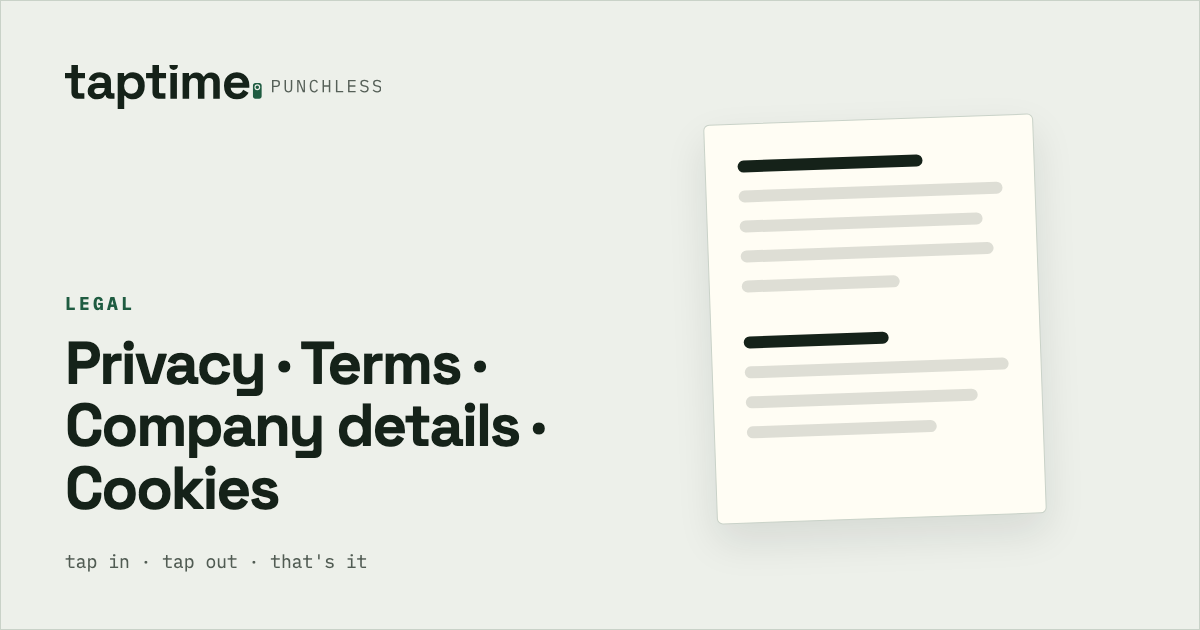 taptime PUNCHLESS
LEGAL
Privacy · Terms ·
Company details ·
Cookies
tap in · tap out · that's it